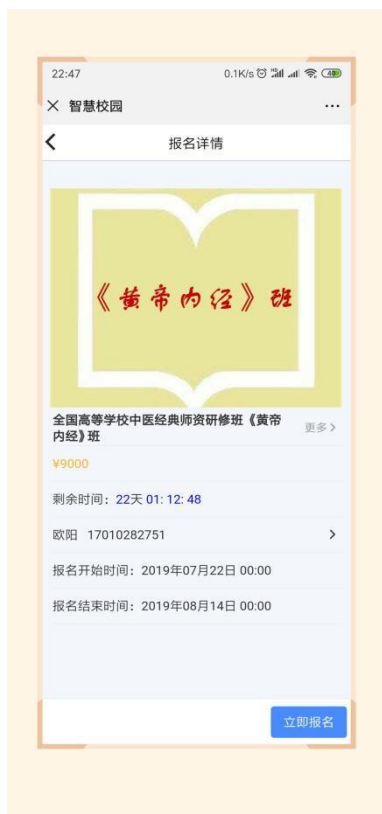 22:47
0.1K/s
40
智慧校园
...
报名详情
《黄帝内经》班
全国高等学校中医经典师资研修班《黄帝
内经》班
更多
¥9000
剩余时间：22天 01: 12: 48
欧阳 17010282751
报名开始时间：2019年07月22日 00:00
报名结束时间：2019年08月14日 00:00
立即报名